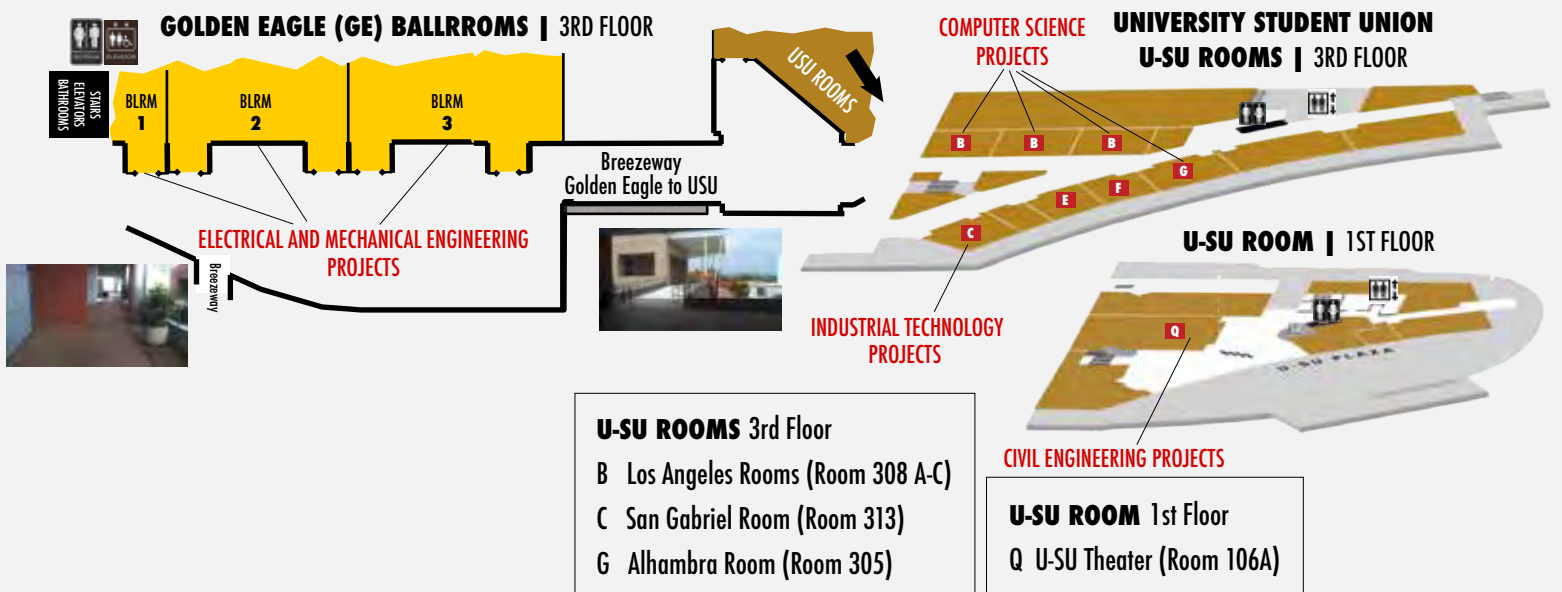 GOLDEN EAGLE (GE) BALLRROMS | 3RD FLOOR
RESTROOM
ELEVATOR
STAIRS
ELEVATORS
BATHROOMS
BLRM
1
BLRM
2
BLRM
3
USU ROOMS
Breezeway
Golden Eagle to USU
ELECTRICAL AND MECHANICAL ENGINEERING
PROJECTS
Breezeway
COMPUTER SCIENCE
PROJECTS
UNIVERSITY STUDENT UNION
U-SU ROOMS | 3RD FLOOR
B
B
B
G
F
E
C
INDUSTRIAL TECHNOLOGY
PROJECTS
U-SU ROOM | 1ST FLOOR
Q
U-SU PLAZA
CIVIL ENGINEERING PROJECTS
U-SU ROOMS 3rd Floor
B Los Angeles Rooms (Room 308 A-C)
C San Gabriel Room (Room 313)
G Alhambra Room (Room 305)
U-SU ROOM 1st Floor
Q U-SU Theater (Room 106A)